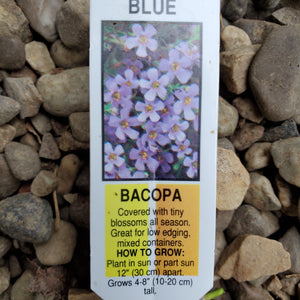 BLUE
BACOPA
Covered with tiny
blossoms all season.
Great for low edging,
mixed containers.
HOW TO GROW:
Plant in sun or part sun
12" (30 cm) apart.
Grows 4-8" (10-20 cm)
tall.